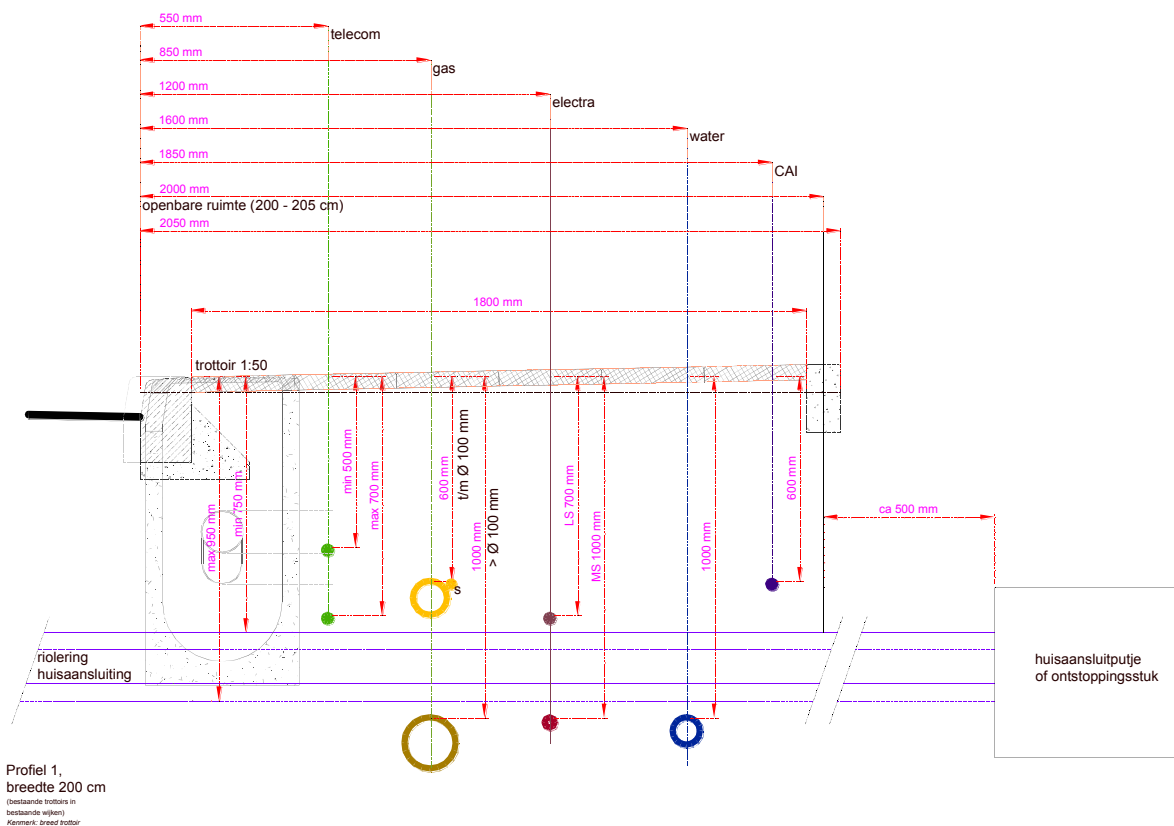 550 mm
telecom
850 mm
gas
1200 mm
electra
1600 mm
water
1850 mm
CAI
2000 mm
openbare ruimte (200 - 205 cm)
2050 mm
1800 mm
trottoir 1:50
max 950 mm
min 750 mm
min 500 mm
max 700 mm
600 mm
t/m Ø 100 mm
1000 mm
> Ø 100 mm
LS 700 mm
MS 1000 mm
1000 mm
600 mm
ca 500 mm
s
riolering
huisaansluiting
huisaansluitputje
of ontstoppingsstuk
Profiel 1,
breedte 200 cm
(bestaande trottoirs in
bestaande wijken)
Kenmerk: breed trottoir